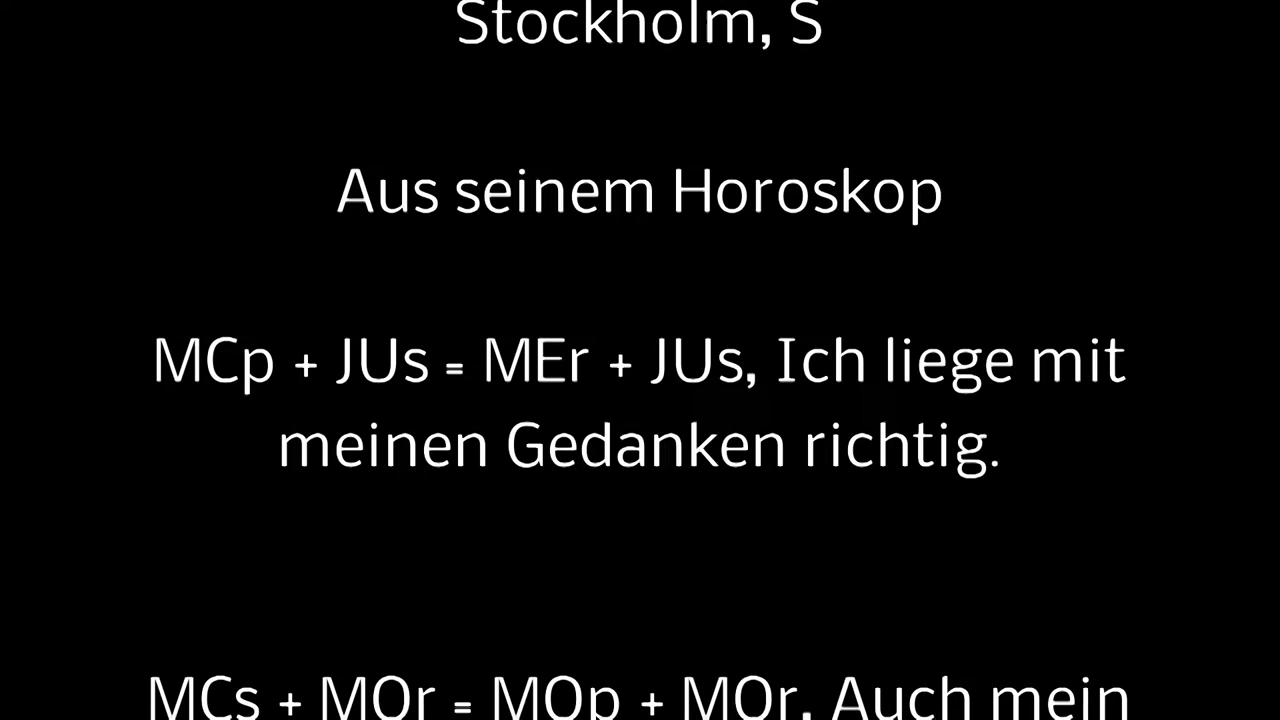 Stockholm, S
Aus seinem Horoskop
MCp + JUs = MEr + JUs, Ich liege mit
meinen Gedanken richtig.
MCs + MOr = MOp + MOr, Auch mein